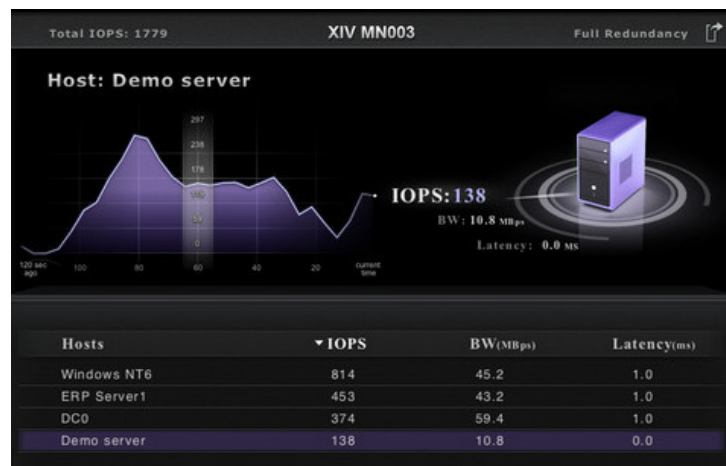 Total IOPS: 1779 XIV MN003 Full Redundancy
Host: Demo server
297
238
178
119
59
0
IOPS:138
BW: 10.8 MBps
Latency: 0.0 MS
120 sec ago 100 80 60 40 20 current time
Hosts IOPS BW(MBps) Latency(ms)
Windows NT6 814 45.2 1.0
ERP Server1 453 43.2 1.0
DC0 374 59.4 1.0
Demo server 138 10.8 0.0